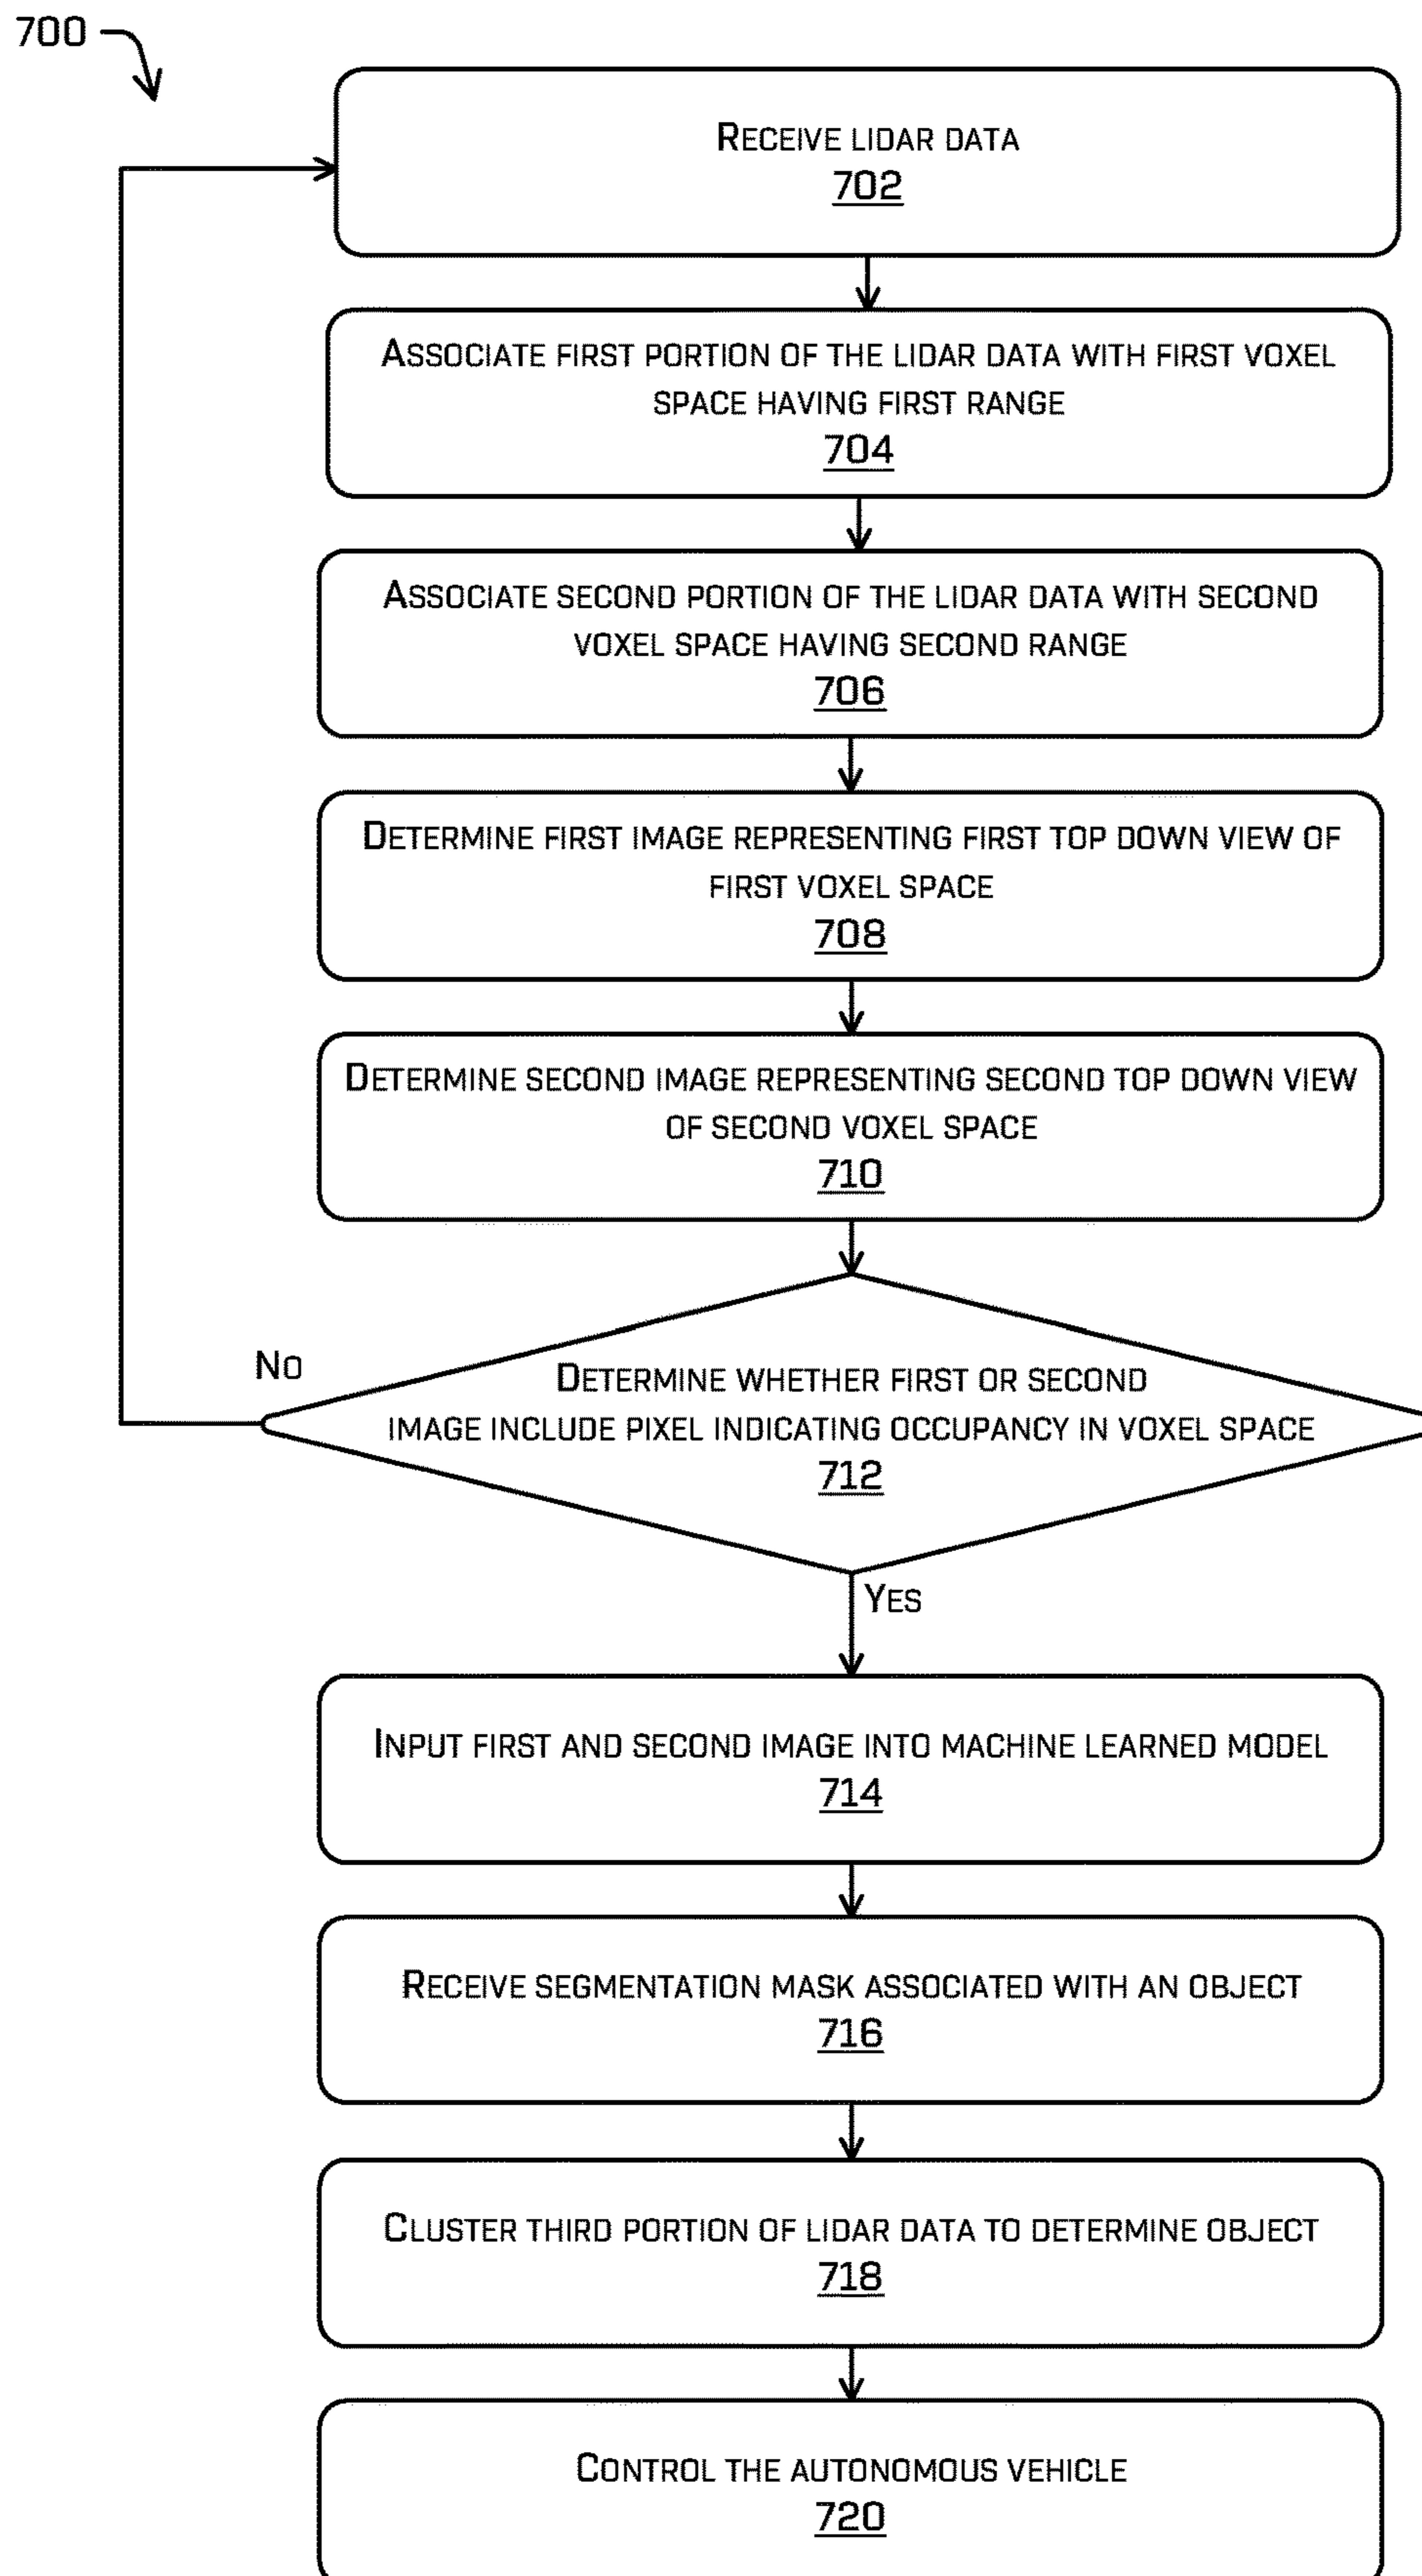 700
RECEIVE LIDAR DATA
702
ASSOCIATE FIRST PORTION OF THE LIDAR DATA WITH FIRST VOXEL
SPACE HAVING FIRST RANGE
704
ASSOCIATE SECOND PORTION OF THE LIDAR DATA WITH SECOND
VOXEL SPACE HAVING SECOND RANGE
706
DETERMINE FIRST IMAGE REPRESENTING FIRST TOP DOWN VIEW OF
FIRST VOXEL SPACE
708
DETERMINE SECOND IMAGE REPRESENTING SECOND TOP DOWN VIEW
OF SECOND VOXEL SPACE
710
NO
DETERMINE WHETHER FIRST OR SECOND
IMAGE INCLUDE PIXEL INDICATING OCCUPANCY IN VOXEL SPACE
712
YES
INPUT FIRST AND SECOND IMAGE INTO MACHINE LEARNED MODEL
714
RECEIVE SEGMENTATION MASK ASSOCIATED WITH AN OBJECT
716
CLUSTER THIRD PORTION OF LIDAR DATA TO DETERMINE OBJECT
718
CONTROL THE AUTONOMOUS VEHICLE
720